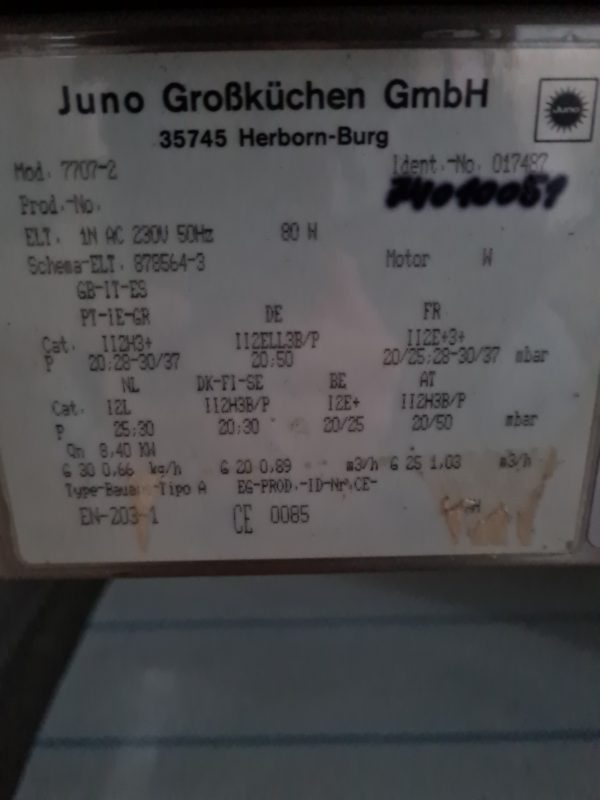 Juno Großküchen GmbH
Juno
35745 Herborn-Burg
Mod. 7707-2 Ident.-No. 017487
Prod.-No. 74010051
ELT. 1N AC 230V 50Hz 80 W
Schema-ELT. 878564-3 Motor W
GB-IT-ES
PT-IE-GR DE FR
Cat. II2H3+ II2ELL3B/P II2E+3+
P 20;28-30/37 20;50 20/25;28-30/37 mbar
NL DK-FI-SE BE AT
Cat. I2L II2H3B/P I2E+ II2H3B/P
P 25;30 20;30 20/25 20/50 mbar
Qn 8,40 KW
G 30 0,66 kg/h G 20 0,89 m3/h G 25 1,03 m3/h
Type-Bauart-Tipo A EG-PROD.-ID-Nr.CE-
EN-203-1 CE 0085